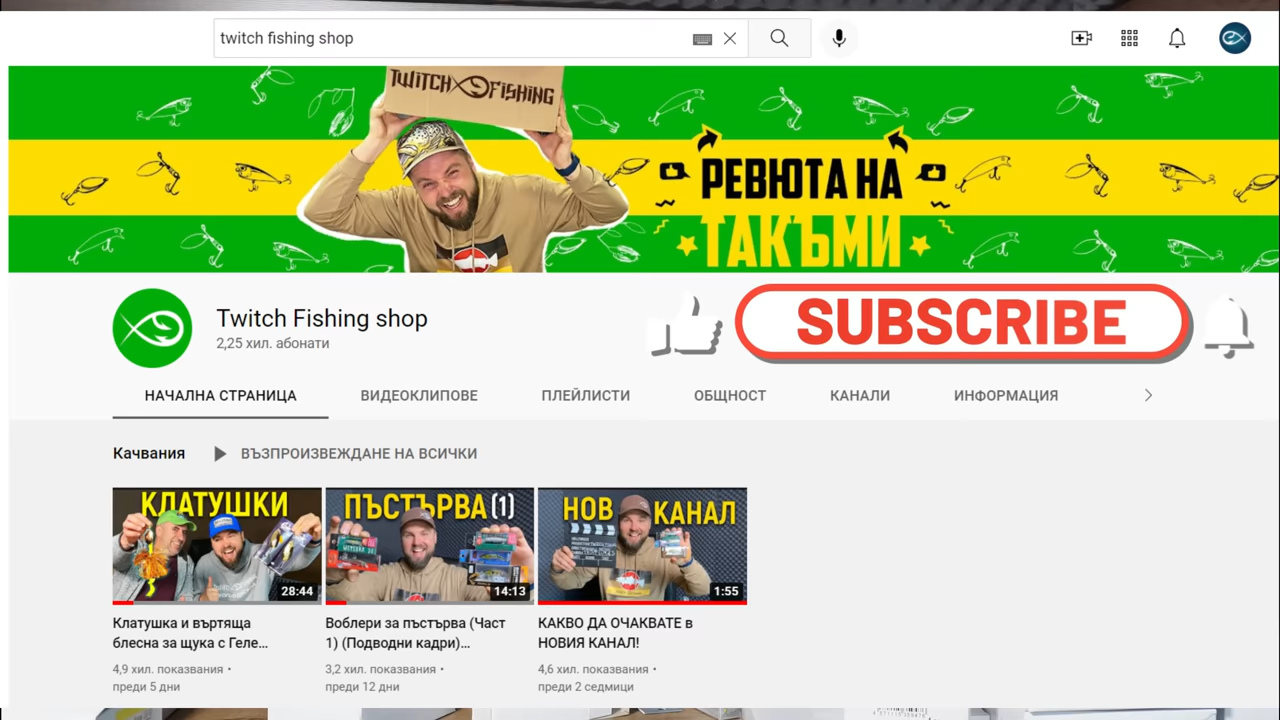 twitch fishing shop
TWITCH FISHING
РЕВЮТА НА
ТАКЪМИ
Twitch Fishing shop
2,25 хил. абонати
SUBSCRIBE
НАЧАЛНА СТРАНИЦА
ВИДЕОКЛИПОВЕ
ПЛЕЙЛИСТИ
ОБЩНОСТ
КАНАЛИ
ИНФОРМАЦИЯ
Качвания
ВЪЗПРОИЗВЕЖДАНЕ НА ВСИЧКИ
КЛАТУШКИ
28:44
ПЪСТЪРВА (1)
14:13
НОВ КАНАЛ
1:55
Клатушка и въртяща
блесна за щука с Геле...
4,9 хил. показвания •
преди 5 дни
Воблери за пъстърва (Част
1) (Подводни кадри)...
3,2 хил. показвания •
преди 12 дни
КАКВО ДА ОЧАКВАТЕ в
НОВИЯ КАНАЛ!
4,6 хил. показвания •
преди 2 седмици